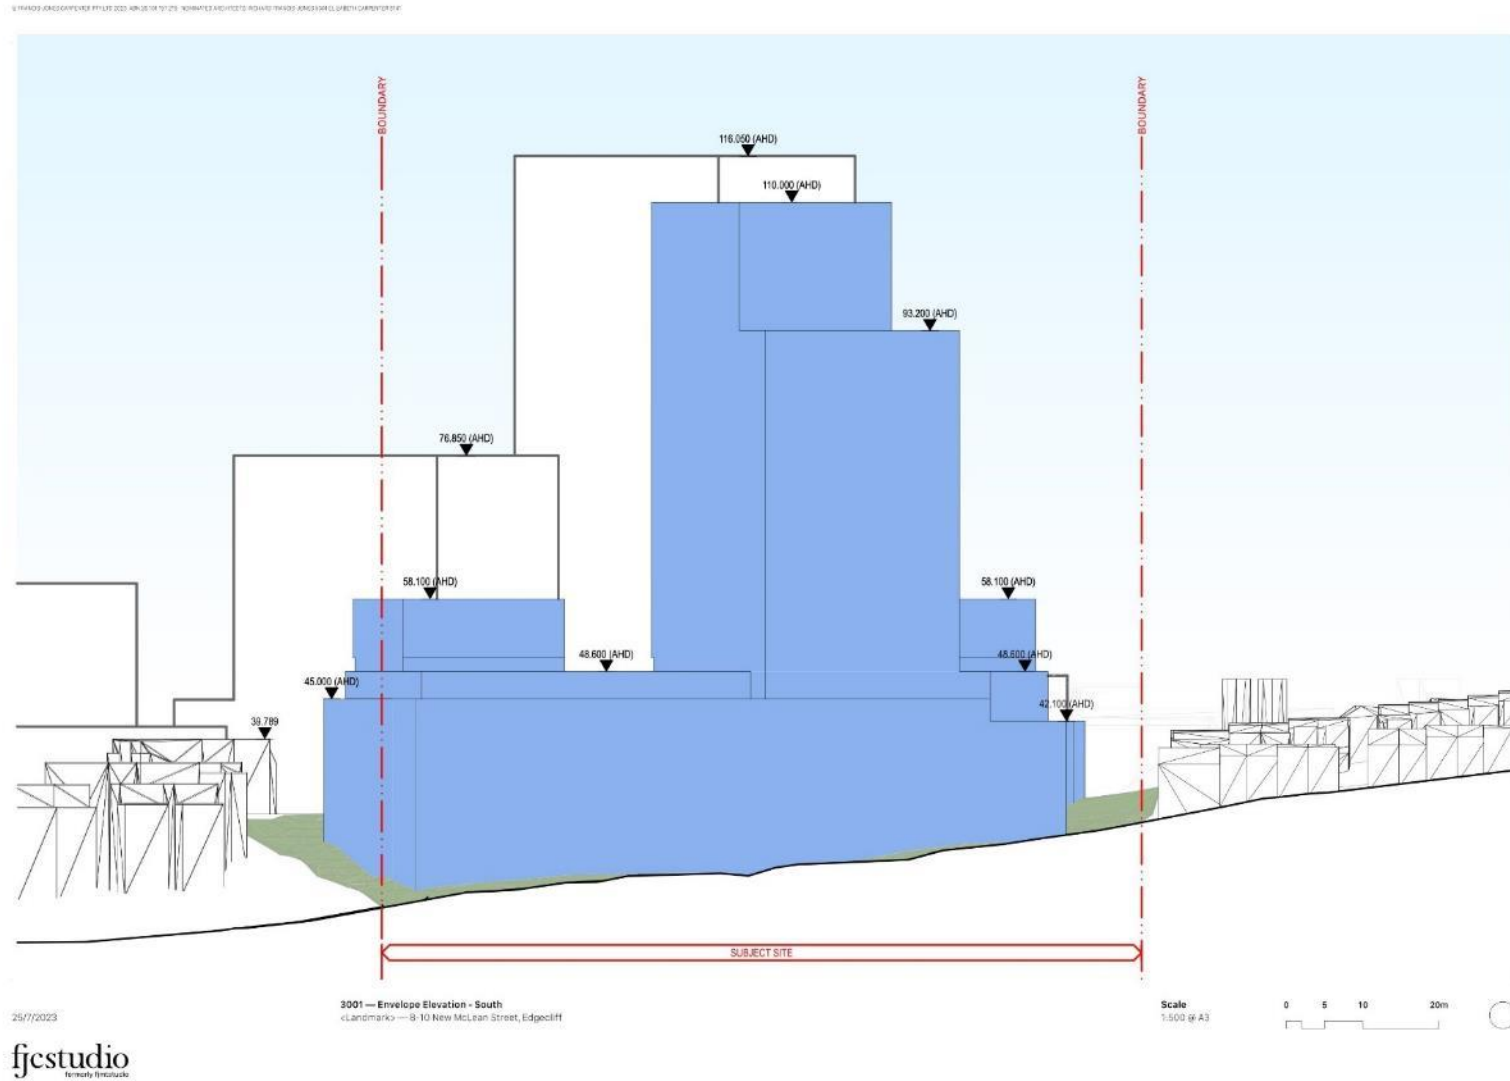 BOUNDARY
BOUNDARY
116.050 (AHD)
110.000 (AHD)
93.200 (AHD)
76.850 (AHD)
58.100 (AHD)
58.100 (AHD)
48.600 (AHD)
48.600 (AHD)
45.000 (AHD)
42.100 (AHD)
39.789
SUBJECT SITE
3001 — Envelope Elevation - South
<Landmark> — 8-10 New McLean Street, Edgecliff
Scale
1:500 @ A3
0 5 10 20m
25/7/2023
fjcstudio
formerly fjmtstudio